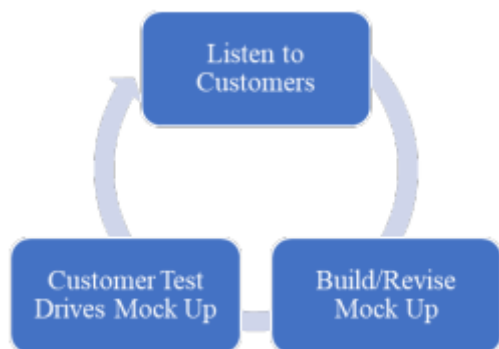 Listen to
Customers
Customer Test
Drives Mock Up
Build/Revise
Mock Up